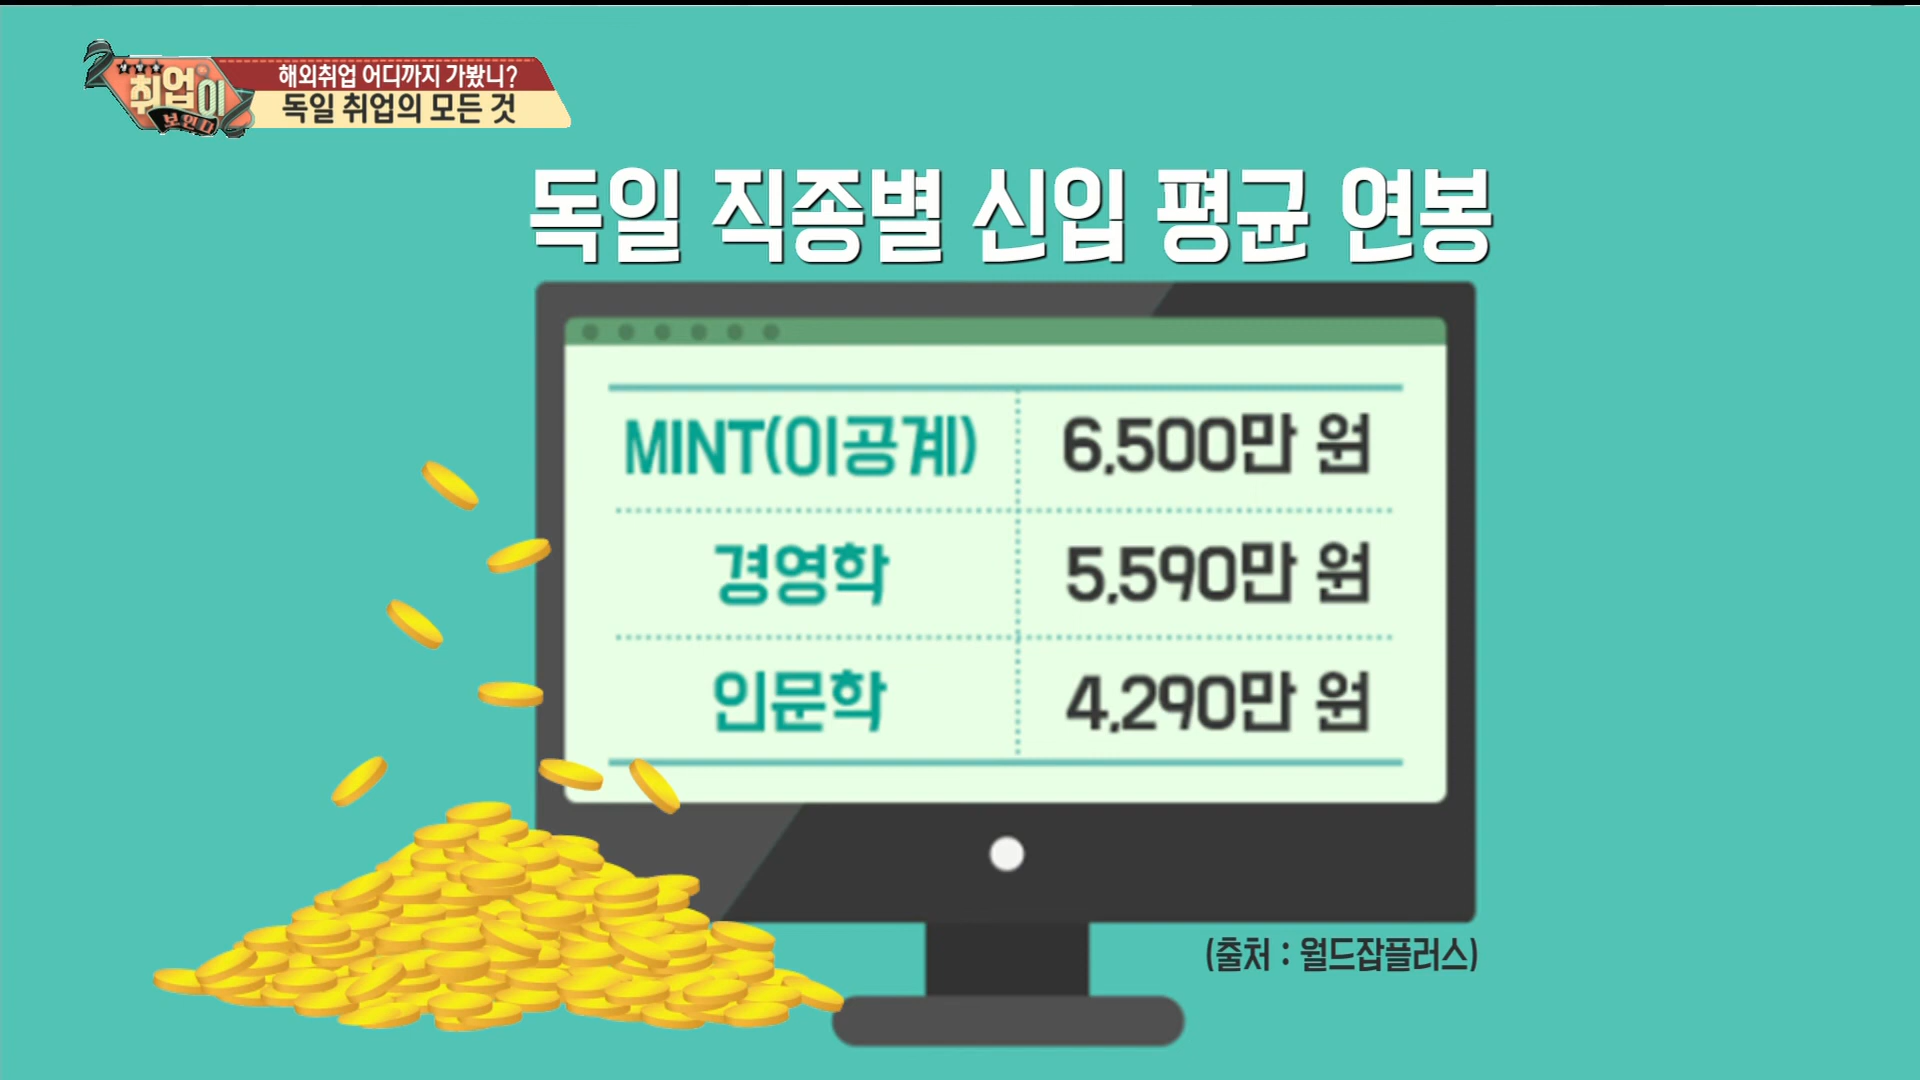 취업이
보인다
해외취업 어디까지 가봤니?
독일 취업의 모든 것
독일 직종별 신입 평균 연봉
MINT(이공계) 6,500만 원
경영학 5,590만 원
인문학 4,290만 원
(출처 : 월드잡플러스)